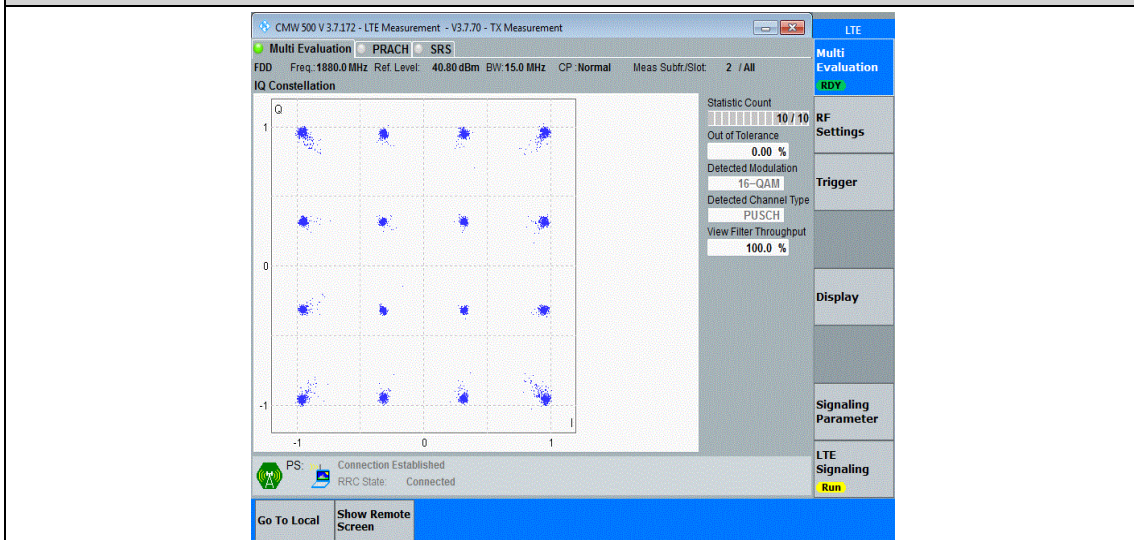 CMW 500 V 3.7.172 - LTE Measurement - V3.7.70 - TX Measurement
LTE
Multi Evaluation PRACH SRS
Multi
Evaluation
RDY
FDD Freq.:1880.0 MHz Ref. Level: 40.80 dBm BW:15.0 MHz CP :Normal Meas Subfr./Slot: 2 / All
IQ Constellation
Q
1
0
-1
-1 0 1
I
Statistic Count
10 / 10
Out of Tolerance
0.00 %
Detected Modulation
16-QAM
Detected Channel Type
PUSCH
View Filter Throughput
100.0 %
RF
Settings
Trigger
Display
Signaling
Parameter
LTE
Signaling
Run
PS: Connection Established
RRC State: Connected
Go To Local
Show Remote
Screen